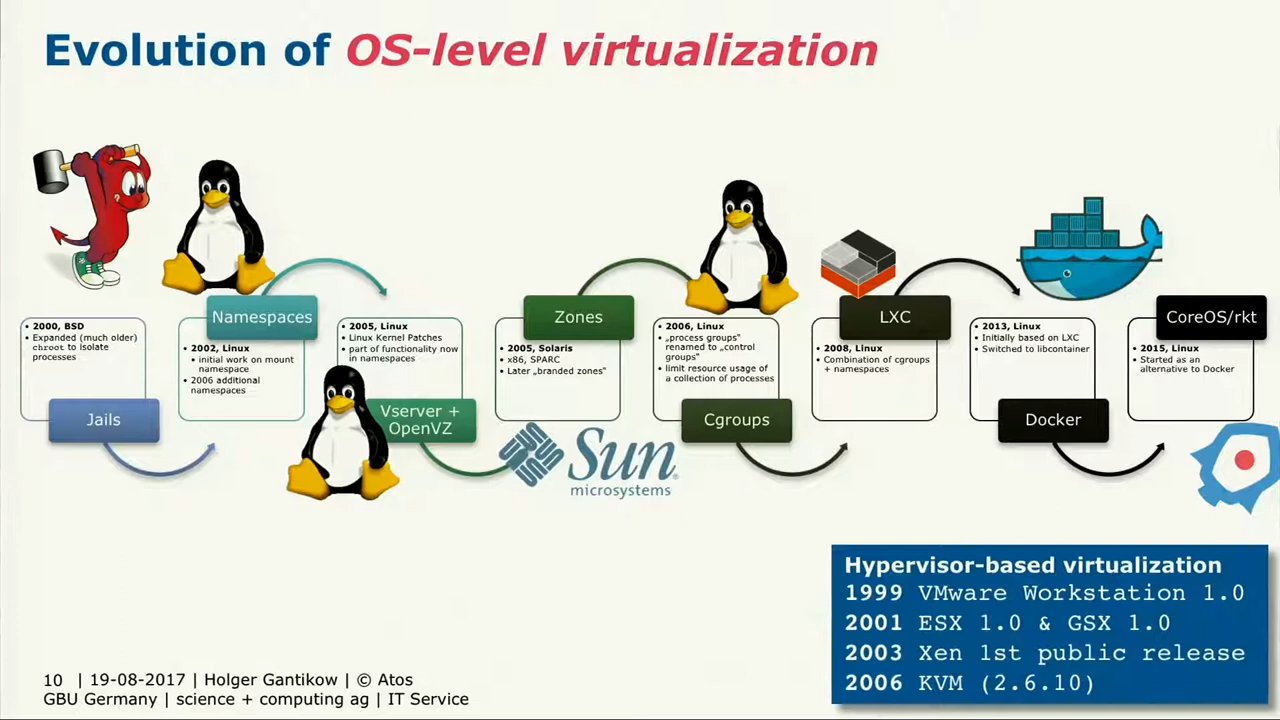 Evolution of OS-level virtualization
• 2000, BSD
• Expanded (much older)
chroot to isolate
processes
Jails
Namespaces
• 2002, Linux
• initial work on mount
namespace
• 2006 additional
namespaces
• 2005, Linux
• Linux Kernel Patches
• part of functionality now
in namespaces
Vserver +
OpenVZ
Zones
• 2005, Solaris
• x86, SPARC
• Later „branded zones“
Sun
microsystems
• 2006, Linux
• „process groups“
renamed to „control
groups“
• limit resource usage of
a collection of processes
Cgroups
LXC
• 2008, Linux
• Combination of cgroups
+ namespaces
• 2013, Linux
• Initially based on LXC
• Switched to libcontainer
Docker
CoreOS/rkt
• 2015, Linux
• Started as an
alternative to Docker
Hypervisor-based virtualization
1999 VMware Workstation 1.0
2001 ESX 1.0 & GSX 1.0
2003 Xen 1st public release
2006 KVM (2.6.10)
10 | 19-08-2017 | Holger Gantikow | © Atos
GBU Germany | science + computing ag | IT Service